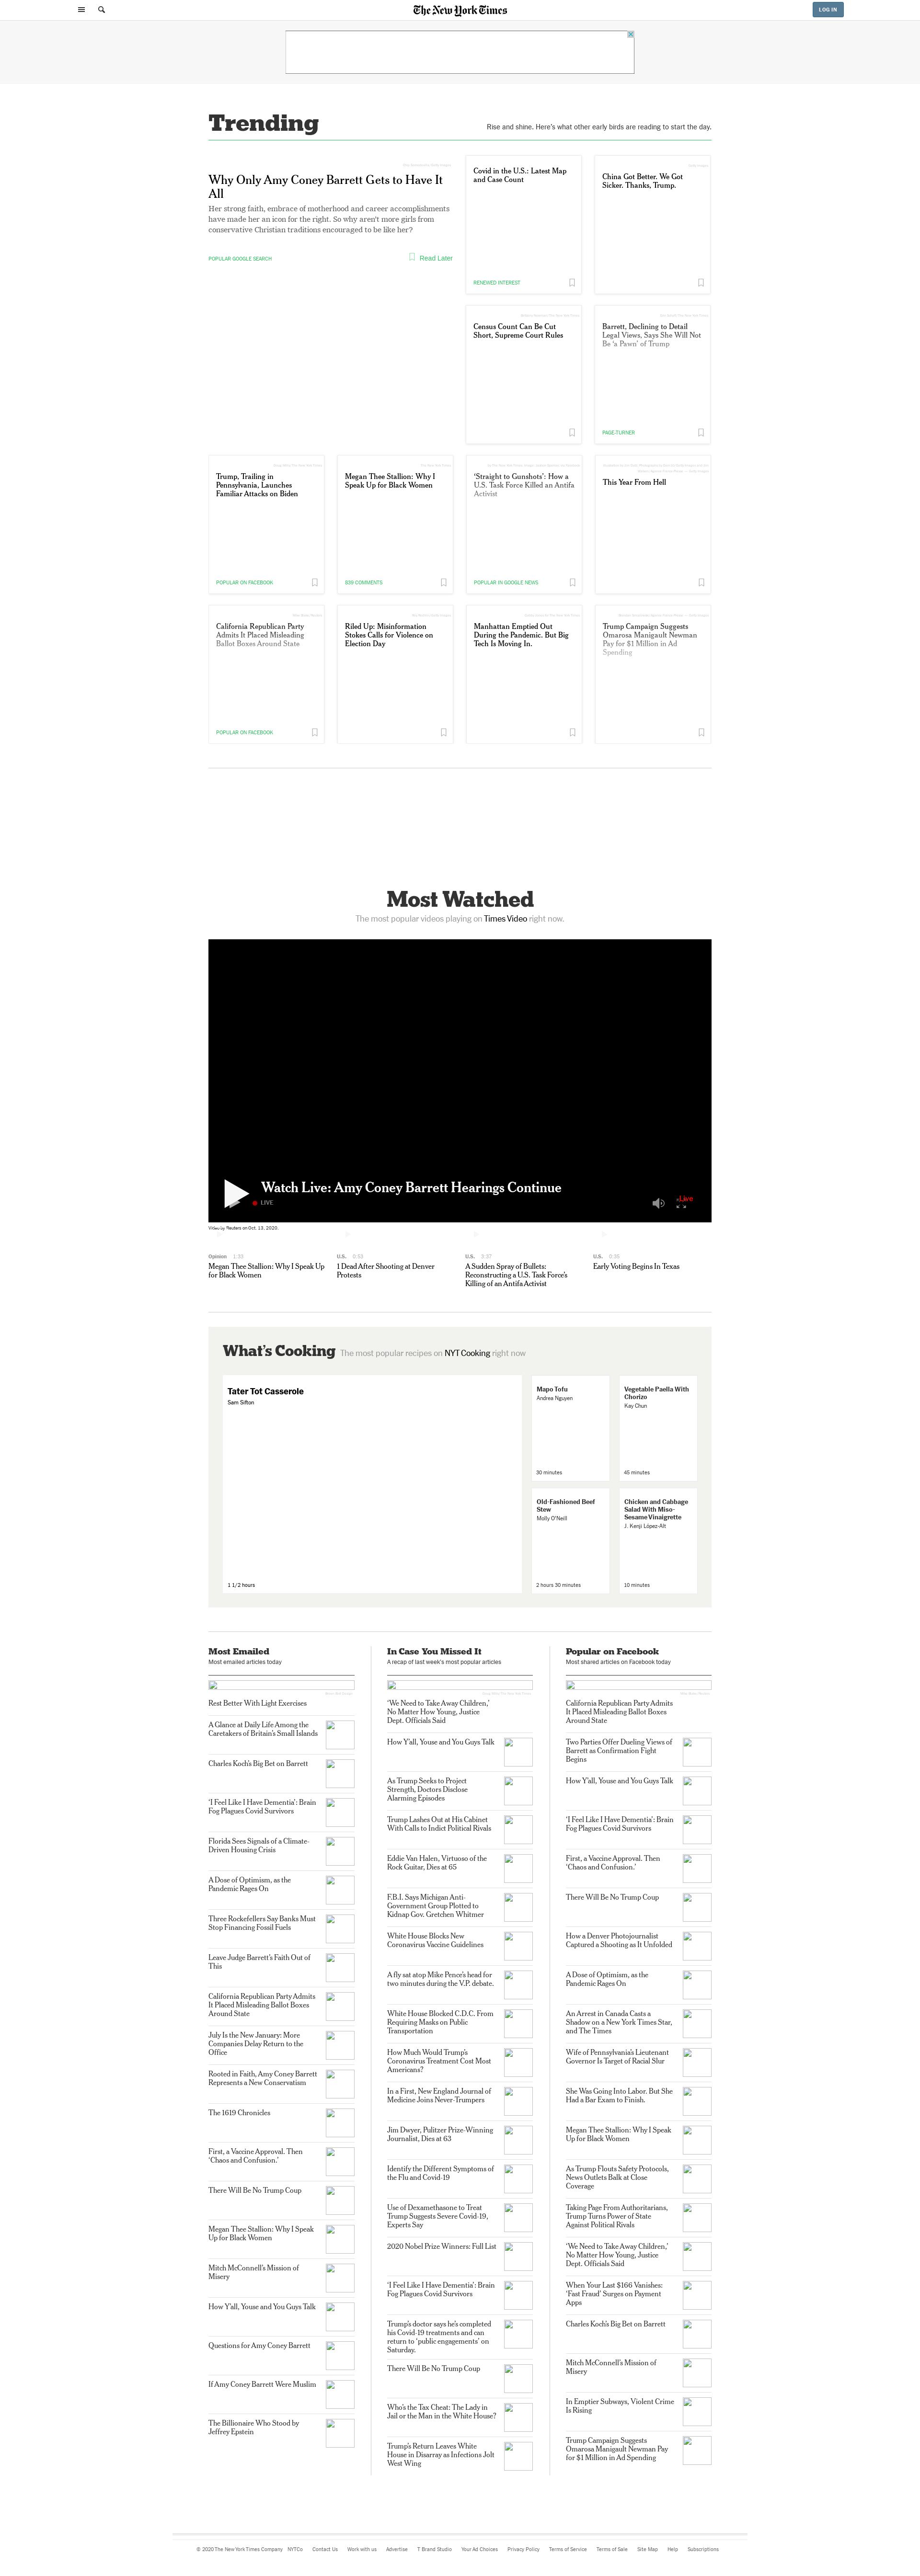 The New York Times
LOG IN
Trending
Rise and shine. Here's what other early birds are reading to start the day.
Why Only Amy Coney Barrett Gets to Have It
All
Her strong faith, embrace of motherhood and career accomplishments
have made her an icon for the right. So why aren't more girls from
conservative Christian traditions encouraged to be like her?
POPULAR GOOGLE SEARCH
Read Later
Covid in the U.S.: Latest Map
and Case Count
RENEWED INTEREST
China Got Better. We Got
Sicker. Thanks, Trump.
Census Count Can Be Cut
Short, Supreme Court Rules
Barrett, Declining to Detail
Legal Views, Says She Will Not
Be 'a Pawn' of Trump
PAGE-TURNER
Trump, Trailing in
Pennsylvania, Launches
Familiar Attacks on Biden
POPULAR ON FACEBOOK
Megan Thee Stallion: Why I
Speak Up for Black Women
839 COMMENTS
'Straight to Gunshots': How a
U.S. Task Force Killed an Antifa
Activist
POPULAR IN GOOGLE NEWS
This Year From Hell
California Republican Party
Admits It Placed Misleading
Ballot Boxes Around State
POPULAR ON FACEBOOK
Riled Up: Misinformation
Stokes Calls for Violence on
Election Day
Manhattan Emptied Out
During the Pandemic. But Big
Tech Is Moving In.
Trump Campaign Suggests
Omarosa Manigault Newman
Pay for $1 Million in Ad
Spending
Most Watched
The most popular videos playing on Times Video right now.
Watch Live: Amy Coney Barrett Hearings Continue
LIVE
Live
Video by Reuters on Oct. 13, 2020.
Opinion 1:33
Megan Thee Stallion: Why I Speak Up
for Black Women
U.S. 0:53
1 Dead After Shooting at Denver
Protests
U.S. 3:37
A Sudden Spray of Bullets:
Reconstructing a U.S. Task Force's
Killing of an Antifa Activist
U.S. 0:35
Early Voting Begins In Texas
What's Cooking The most popular recipes on NYT Cooking right now
Tater Tot Casserole
Sam Sifton
1 1/2 hours
Mapo Tofu
Andrea Nguyen
30 minutes
Vegetable Paella With
Chorizo
Kay Chun
45 minutes
Old-Fashioned Beef
Stew
Molly O'Neill
2 hours 30 minutes
Chicken and Cabbage
Salad With Miso-
Sesame Vinaigrette
J. Kenji López-Alt
10 minutes
Most Emailed
Most emailed articles today
Rest Better With Light Exercises
A Glance at Daily Life Among the
Caretakers of Britain's Small Islands
Charles Koch's Big Bet on Barrett
'I Feel Like I Have Dementia': Brain
Fog Plagues Covid Survivors
Florida Sees Signals of a Climate-
Driven Housing Crisis
A Dose of Optimism, as the
Pandemic Rages On
Three Rockefellers Say Banks Must
Stop Financing Fossil Fuels
Leave Judge Barrett's Faith Out of
This
California Republican Party Admits
It Placed Misleading Ballot Boxes
Around State
July Is the New January: More
Companies Delay Return to the
Office
Rooted in Faith, Amy Coney Barrett
Represents a New Conservatism
The 1619 Chronicles
First, a Vaccine Approval. Then
'Chaos and Confusion.'
There Will Be No Trump Coup
Megan Thee Stallion: Why I Speak
Up for Black Women
Mitch McConnell's Mission of
Misery
How Y'all, Youse and You Guys Talk
Questions for Amy Coney Barrett
If Amy Coney Barrett Were Muslim
The Billionaire Who Stood by
Jeffrey Epstein
In Case You Missed It
A recap of last week's most popular articles
'We Need to Take Away Children,'
No Matter How Young, Justice
Dept. Officials Said
How Y'all, Youse and You Guys Talk
As Trump Seeks to Project
Strength, Doctors Disclose
Alarming Episodes
Trump Lashes Out at His Cabinet
With Calls to Indict Political Rivals
Eddie Van Halen, Virtuoso of the
Rock Guitar, Dies at 65
F.B.I. Says Michigan Anti-
Government Group Plotted to
Kidnap Gov. Gretchen Whitmer
White House Blocks New
Coronavirus Vaccine Guidelines
A fly sat atop Mike Pence's head for
two minutes during the V.P. debate.
White House Blocked C.D.C. From
Requiring Masks on Public
Transportation
How Much Would Trump's
Coronavirus Treatment Cost Most
Americans?
In a First, New England Journal of
Medicine Joins Never-Trumpers
Jim Dwyer, Pulitzer Prize-Winning
Journalist, Dies at 63
Identify the Different Symptoms of
the Flu and Covid-19
Use of Dexamethasone to Treat
Trump Suggests Severe Covid-19,
Experts Say
2020 Nobel Prize Winners: Full List
'I Feel Like I Have Dementia': Brain
Fog Plagues Covid Survivors
Trump's doctor says he's completed
his Covid-19 treatments and can
return to 'public engagements' on
Saturday.
There Will Be No Trump Coup
Who's the Tax Cheat: The Lady in
Jail or the Man in the White House?
Trump's Return Leaves White
House in Disarray as Infections Jolt
West Wing
Popular on Facebook
Most shared articles on Facebook today
California Republican Party Admits
It Placed Misleading Ballot Boxes
Around State
Two Parties Offer Dueling Views of
Barrett as Confirmation Fight
Begins
How Y'all, Youse and You Guys Talk
'I Feel Like I Have Dementia': Brain
Fog Plagues Covid Survivors
First, a Vaccine Approval. Then
'Chaos and Confusion.'
There Will Be No Trump Coup
How a Denver Photojournalist
Captured a Shooting as It Unfolded
A Dose of Optimism, as the
Pandemic Rages On
An Arrest in Canada Casts a
Shadow on a New York Times Star,
and The Times
Wife of Pennsylvania's Lieutenant
Governor Is Target of Racial Slur
She Was Going Into Labor. But She
Had a Bar Exam to Finish.
Megan Thee Stallion: Why I Speak
Up for Black Women
As Trump Flouts Safety Protocols,
News Outlets Balk at Close
Coverage
Taking Page From Authoritarians,
Trump Turns Power of State
Against Political Rivals
'We Need to Take Away Children,'
No Matter How Young, Justice
Dept. Officials Said
When Your Last $166 Vanishes:
'Fast Fraud' Surges on Payment
Apps
Charles Koch's Big Bet on Barrett
Mitch McConnell's Mission of
Misery
In Emptier Subways, Violent Crime
Is Rising
Trump Campaign Suggests
Omarosa Manigault Newman Pay
for $1 Million in Ad Spending
© 2020 The New York Times Company NYTCo Contact Us Work with us Advertise T Brand Studio Your Ad Choices Privacy Policy Terms of Service Terms of Sale Site Map Help Subscriptions